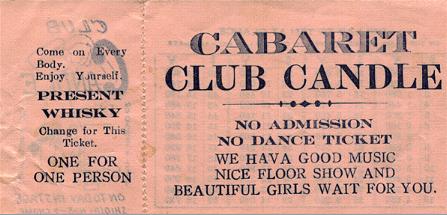 Come on Every
Body.
Enjoy Yourself.
PRESENT
WHISKY
Change for This
Ticket.
ONE FOR
ONE PERSON
CABARET
CLUB CANDLE
NO ADMISSION
NO DANCE TICKET
WE HAVA GOOD MUSIC
NICE FLOOR SHOW AND
BEAUTIFUL GIRLS WAIT FOR YOU.